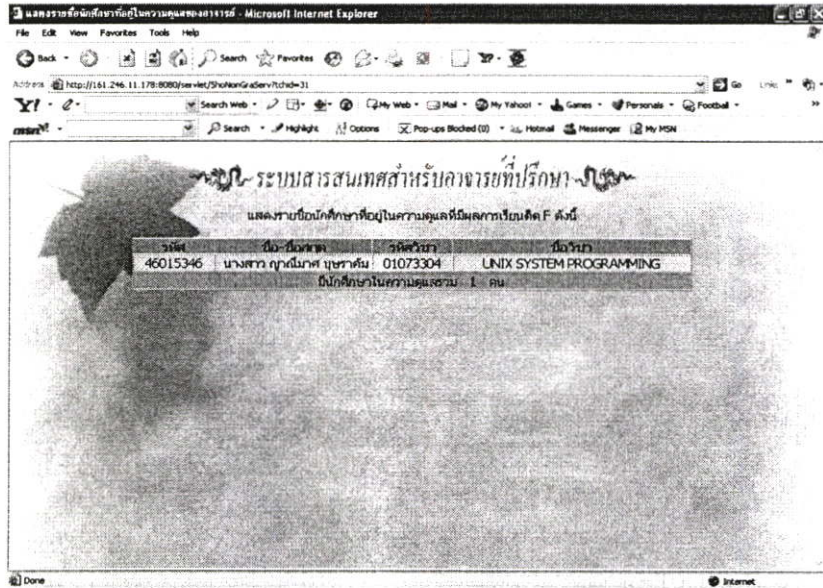 แสดงรายชื่อนักศึกษาที่อยู่ในความดูแลของอาจารย์ - Microsoft Internet Explorer
File Edit View Favorites Tools Help
Back Search Favorites
Address http://161.246.11.178:8080/servlet/ShoNonGraServ?tchid=31 Go Links
Y! Search Web My Web Mail My Yahoo! Games Personals Football
msn Search Highlight Options Pop-ups Blocked (0) Hotmail Messenger My MSN
ระบบสารสนเทศสำหรับอาจารย์ที่ปรึกษา
แสดงรายชื่อนักศึกษาที่อยู่ในความดูแลที่มีผลการเรียนติด F ดังนี้
รหัส ชื่อ-ชื่อสกุล รหัสวิชา ชื่อวิชา
46015346 นางสาว ญาณีมาศ บุษราคัม 01073304 UNIX SYSTEM PROGRAMMING
มีนักศึกษาในความดูแลรวม 1 คน
Done Internet